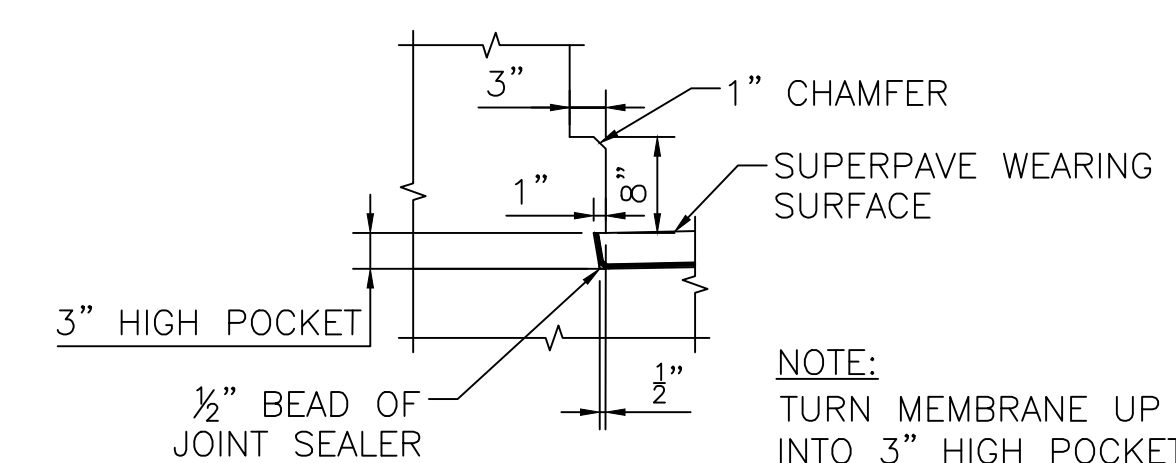 3”
1” CHAMFER
SUPERPAVE WEARING
SURFACE
1”
8”
3” HIGH POCKET
½” BEAD OF
JOINT SEALER
½”
NOTE:
TURN MEMBRANE UP
INTO 3” HIGH POCKET